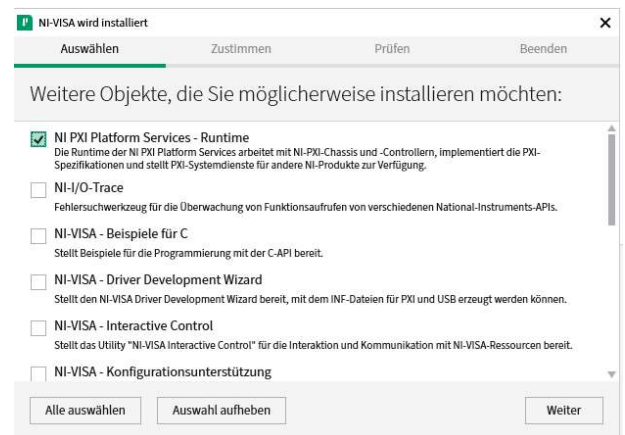 NI-VISA wird installiert
Auswählen Zustimmen Prüfen Beenden
Weitere Objekte, die Sie möglicherweise installieren möchten:
NI PXI Platform Services - Runtime
Die Runtime der NI PXI Platform Services arbeitet mit NI-PXI-Chassis und -Controllern, implementiert die PXI-
Spezifikationen und stellt PXI-Systemdienste für andere NI-Produkte zur Verfügung.
NI-I/O-Trace
Fehlersuchwerkzeug für die Überwachung von Funktionsaufrufen von verschiedenen National-Instruments-APIs.
NI-VISA - Beispiele für C
Stellt Beispiele für die Programmierung mit der C-API bereit.
NI-VISA - Driver Development Wizard
Stellt den NI-VISA Driver Development Wizard bereit, mit dem INF-Dateien für PXI und USB erzeugt werden können.
NI-VISA - Interactive Control
Stellt das Utility "NI-VISA Interactive Control" für die Interaktion und Kommunikation mit NI-VISA-Ressourcen bereit.
NI-VISA - Konfigurationsunterstützung
Alle auswählen Auswahl aufheben Weiter